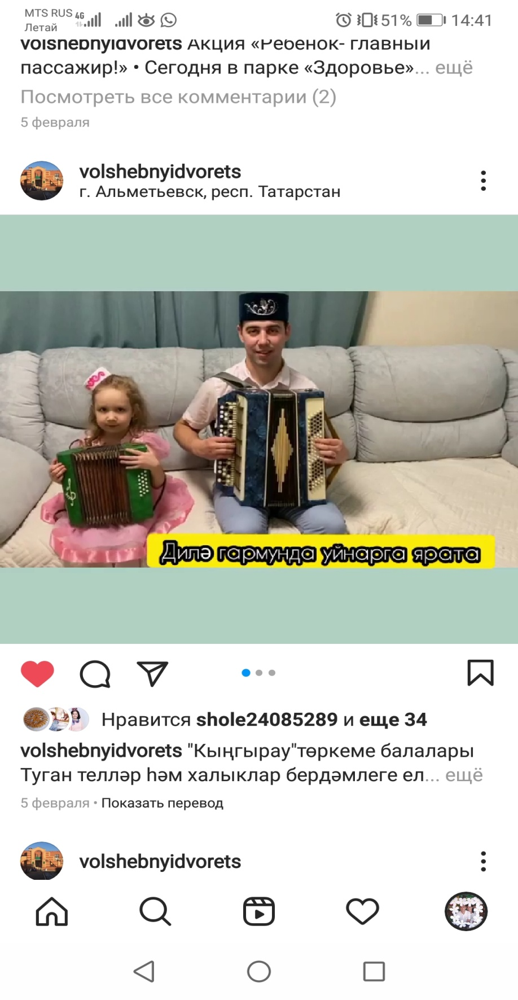 MTS RUS 4G
Летай
51% 14:41
volshebnyidvorets Акция «Ребёнок- главный
пассажир!» • Сегодня в парке «Здоровье»... ещё
Посмотреть все комментарии (2)
5 февраля
volshebnyidvorets
г. Альметьевск, респ. Татарстан
Дилә гармунда уйнарга ярата
Нравится shole24085289 и еще 34
volshebnyidvorets "Кыңгырау"төркеме балалары
Туган телләр һәм халыклар бердәмлеге ел... ещё
5 февраля • Показать перевод
volshebnyidvorets